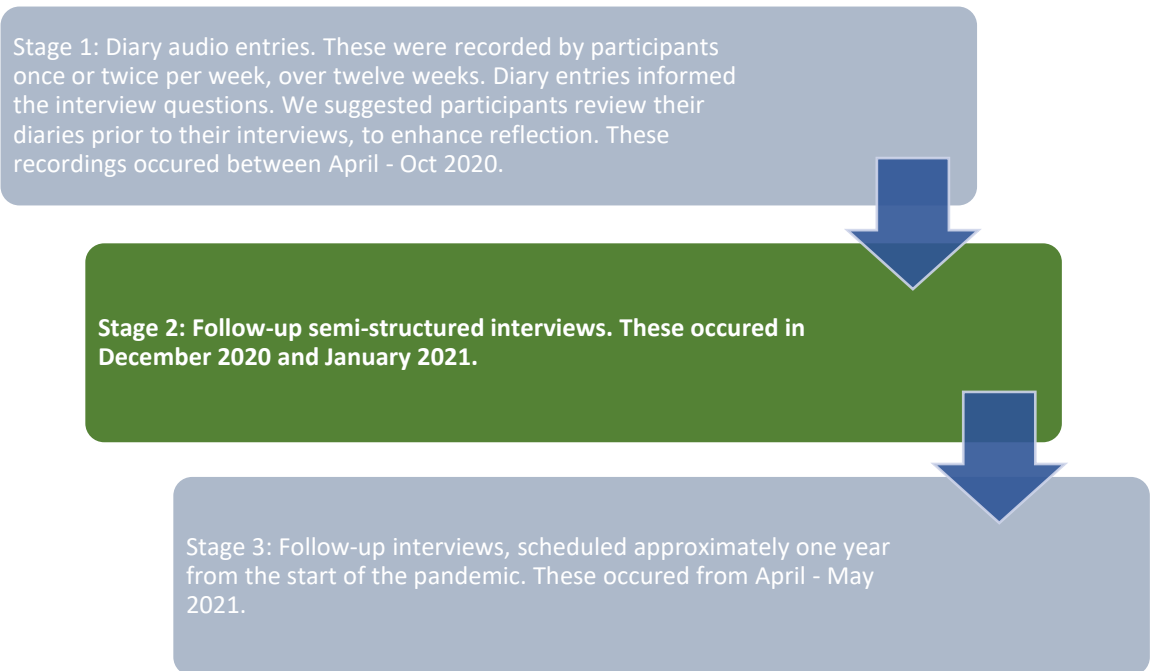 Stage 1: Diary audio entries. These were recorded by participants
once or twice per week, over twelve weeks. Diary entries informed
the interview questions. We suggested participants review their
diaries prior to their interviews, to enhance reflection. These
recordings occured between April - Oct 2020.
Stage 2: Follow-up semi-structured interviews. These occured in
December 2020 and January 2021.
Stage 3: Follow-up interviews, scheduled approximately one year
from the start of the pandemic. These occured from April - May
2021.